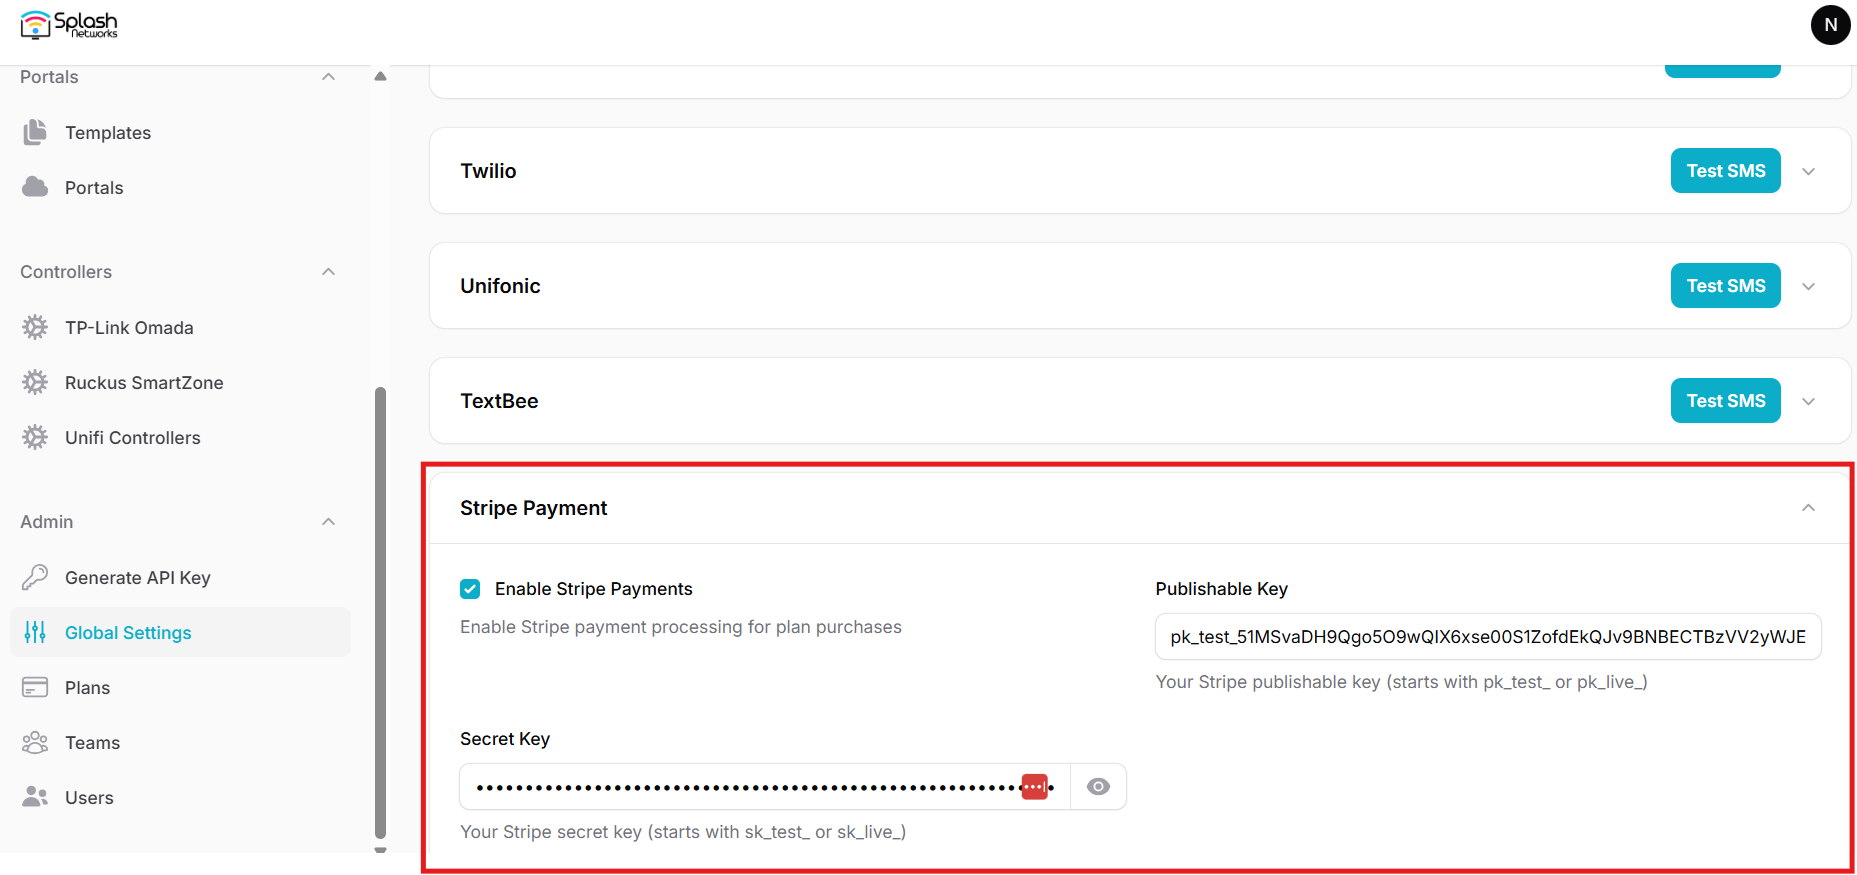 Splash
Networks
N
Portals
Templates
Portals
Controllers
TP-Link Omada
Ruckus SmartZone
Unifi Controllers
Admin
Generate API Key
Global Settings
Plans
Teams
Users
Twilio
Test SMS
Unifonic
Test SMS
TextBee
Test SMS
Stripe Payment
Enable Stripe Payments
Enable Stripe payment processing for plan purchases
Publishable Key
pk_test_51MSvaDH9Qgo5O9wQIX6xse00S1ZofdEkQJv9BNBECTBzVV2yWJE
Your Stripe publishable key (starts with pk_test_ or pk_live_)
Secret Key
Your Stripe secret key (starts with sk_test_ or sk_live_)